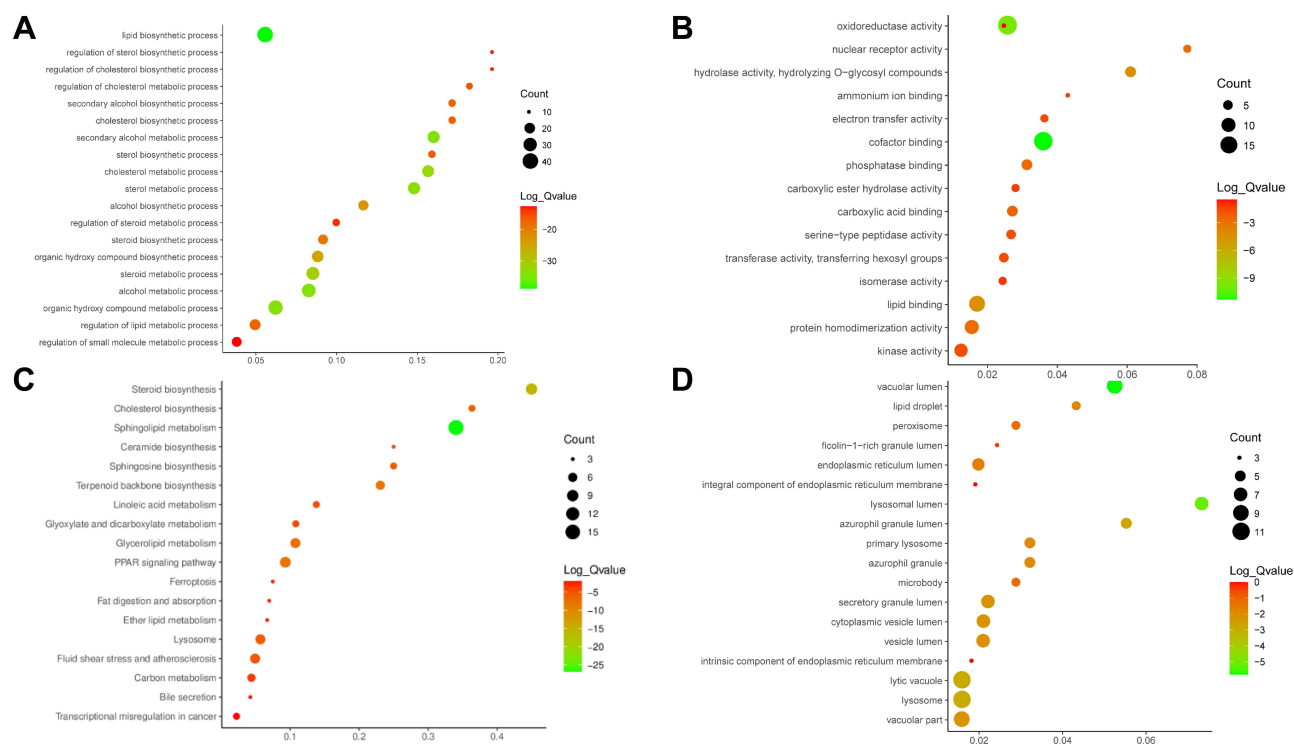 A
lipid biosynthetic process
regulation of sterol biosynthetic process
regulation of cholesterol biosynthetic process
regulation of cholesterol metabolic process
secondary alcohol biosynthetic process
cholesterol biosynthetic process
secondary alcohol metabolic process
sterol biosynthetic process
cholesterol metabolic process
sterol metabolic process
alcohol biosynthetic process
regulation of steroid metabolic process
steroid biosynthetic process
organic hydroxy compound biosynthetic process
steroid metabolic process
alcohol metabolic process
organic hydroxy compound metabolic process
regulation of lipid metabolic process
regulation of small molecule metabolic process
0.05 0.10 0.15 0.20
Count
10
20
30
40
Log_Qvalue
−20
−30
B
oxidoreductase activity
nuclear receptor activity
hydrolase activity, hydrolyzing O−glycosyl compounds
ammonium ion binding
electron transfer activity
cofactor binding
phosphatase binding
carboxylic ester hydrolase activity
carboxylic acid binding
serine−type peptidase activity
transferase activity, transferring hexosyl groups
isomerase activity
lipid binding
protein homodimerization activity
kinase activity
0.02 0.04 0.06 0.08
Count
5
10
15
Log_Qvalue
−3
−6
−9
C
Steroid biosynthesis
Cholesterol biosynthesis
Sphingolipid metabolism
Ceramide biosynthesis
Sphingosine biosynthesis
Terpenoid backbone biosynthesis
Linoleic acid metabolism
Glyoxylate and dicarboxylate metabolism
Glycerolipid metabolism
PPAR signaling pathway
Ferroptosis
Fat digestion and absorption
Ether lipid metabolism
Lysosome
Fluid shear stress and atherosclerosis
Carbon metabolism
Bile secretion
Transcriptional misregulation in cancer
0.1 0.2 0.3 0.4
Count
3
6
9
12
15
Log_Qvalue
−5
−10
−15
−20
−25
D
vacuolar lumen
lipid droplet
peroxisome
ficolin−1−rich granule lumen
endoplasmic reticulum lumen
integral component of endoplasmic reticulum membrane
lysosomal lumen
azurophil granule lumen
primary lysosome
azurophil granule
microbody
secretory granule lumen
cytoplasmic vesicle lumen
vesicle lumen
intrinsic component of endoplasmic reticulum membrane
lytic vacuole
lysosome
vacuolar part
0.02 0.04 0.06
Count
3
5
7
9
11
Log_Qvalue
0
−1
−2
−3
−4
−5